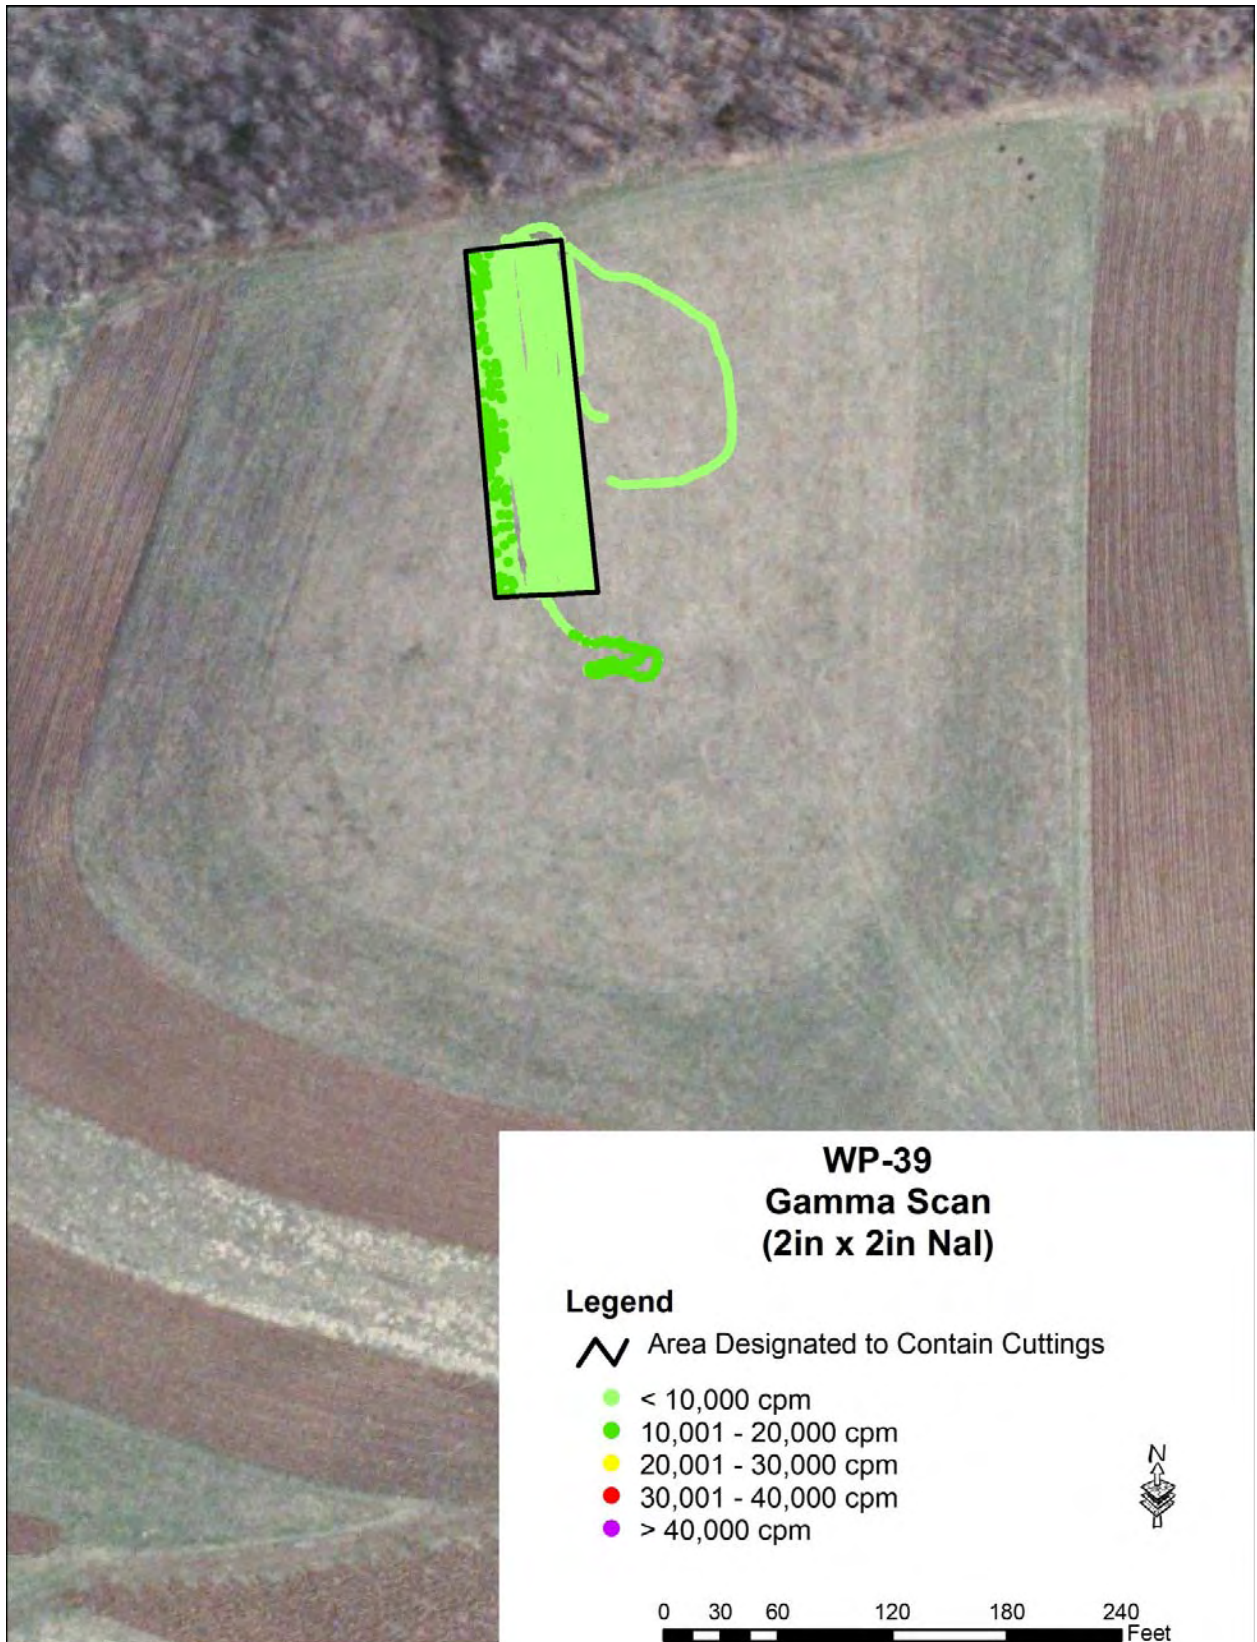 WP-39
Gamma Scan
(2in x 2in NaI)
Legend
Area Designated to Contain Cuttings
< 10,000 cpm
10,001 - 20,000 cpm
20,001 - 30,000 cpm
30,001 - 40,000 cpm
> 40,000 cpm
N
0 30 60 120 180 240
Feet